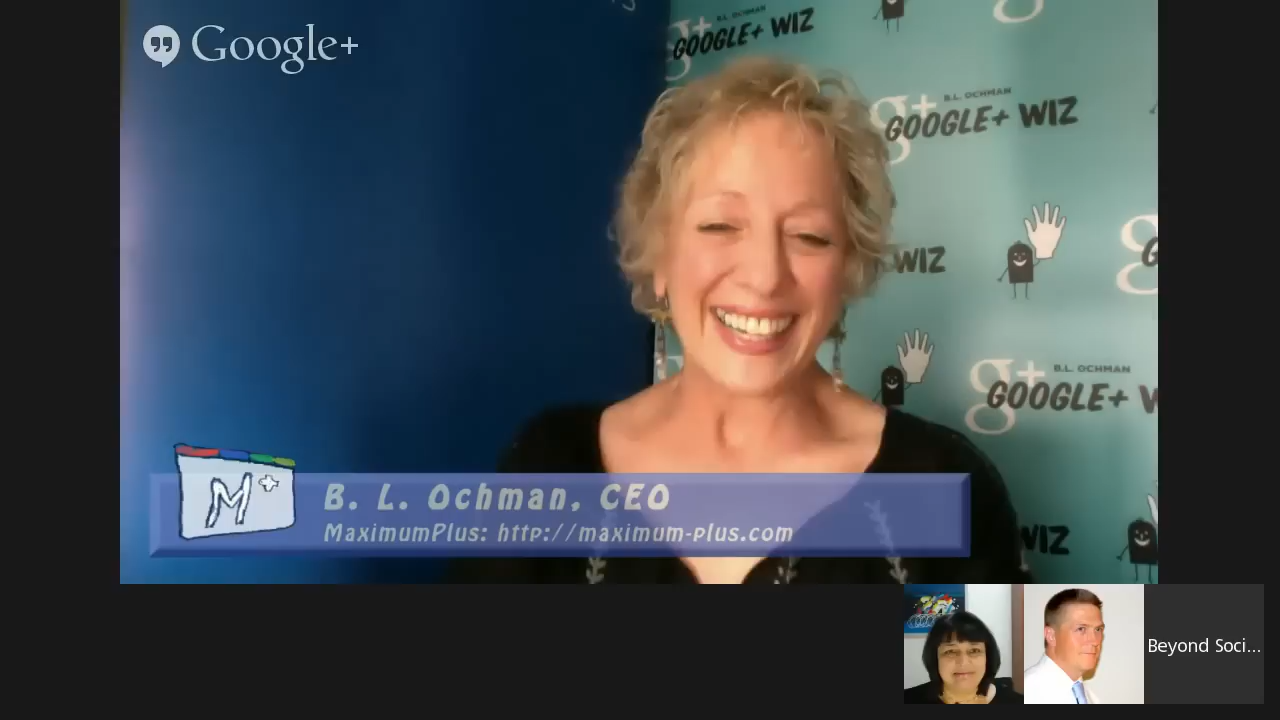 Google+
B.L. OCHMAN
g+
GOOGLE+ WIZ
B.L. OCHMAN
g+
GOOGLE+ WIZ
WIZ
g
G
B.L. OCHMAN
g+
GOOGLE+ W
WIZ
M+
B. L. Ochman, CEO
MaximumPlus: http://maximum-plus.com
Beyond Soci...